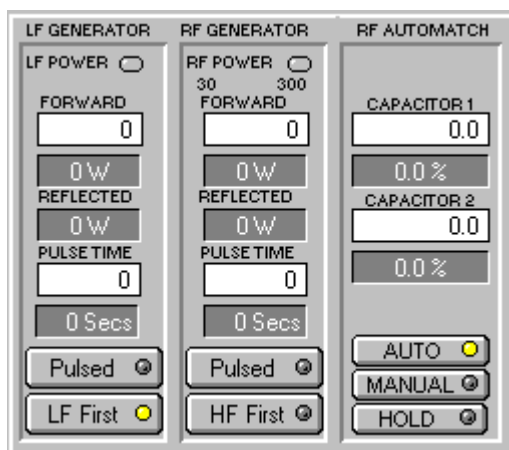 LF GENERATOR
LF POWER
FORWARD
0
0 W
REFLECTED
0 W
PULSE TIME
0
0 Secs
Pulsed
LF First
RF GENERATOR
RF POWER
30 300
FORWARD
0
0 W
REFLECTED
0 W
PULSE TIME
0
0 Secs
Pulsed
HF First
RF AUTOMATCH
CAPACITOR 1
0.0
0.0 %
CAPACITOR 2
0.0
0.0 %
AUTO
MANUAL
HOLD